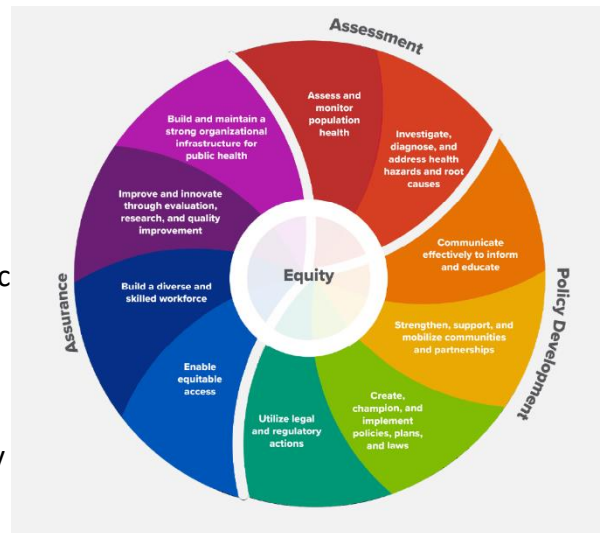 Assessment
Assess and
monitor
population
health
Investigate,
diagnose, and
address health
hazards and root
causes
Policy Development
Communicate
effectively to inform
and educate
Strengthen, support, and
mobilize communities
and partnerships
Create,
champion, and
implement
policies, plans,
and laws
Utilize legal
and regulatory
actions
Assurance
Enable
equitable
access
Build a diverse and
skilled workforce
Improve and innovate
through evaluation,
research, and quality
improvement
Build and maintain a
strong organizational
infrastructure for
public health
Equity
c